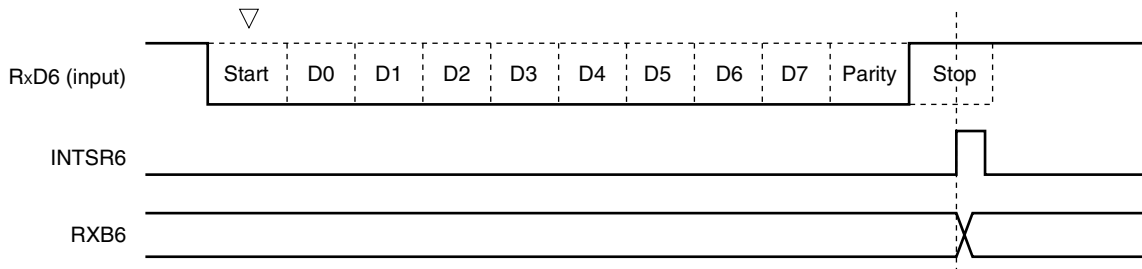 RxD6 (input)
Start D0 D1 D2 D3 D4 D5 D6 D7 Parity Stop
INTSR6
RXB6